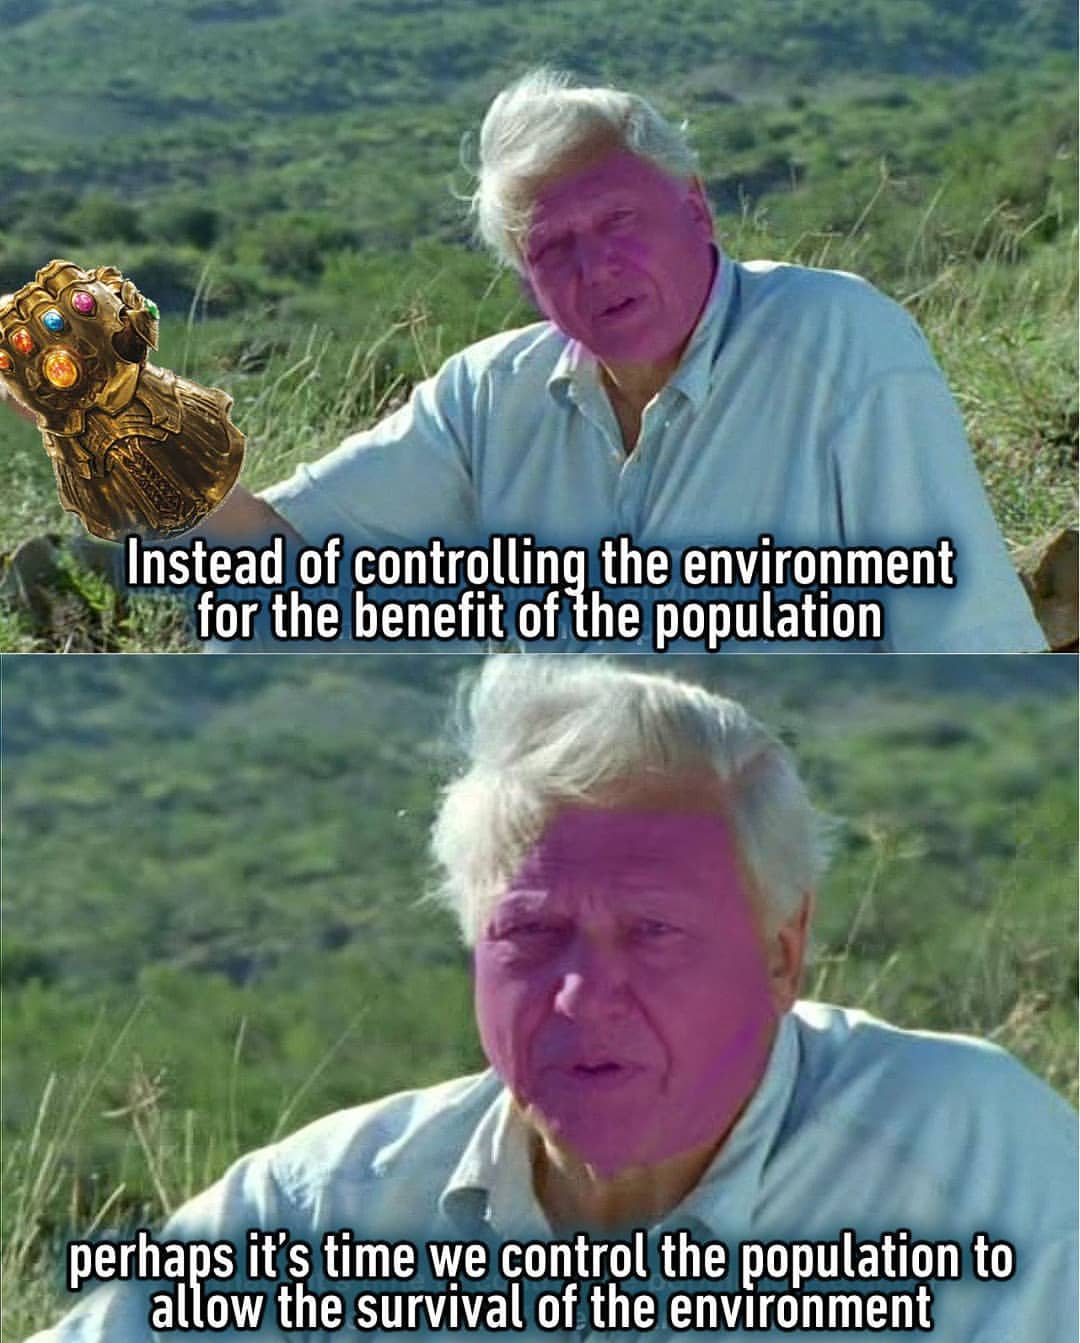 Instead of controlling the environment
for the benefit of the population
perhaps it's time we control the population to
allow the survival of the environment